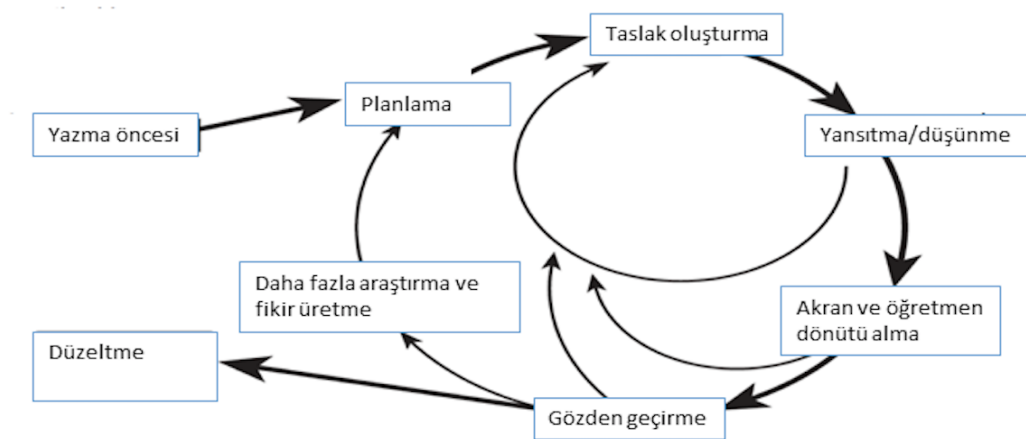 Taslak oluşturma
Planlama
Yazma öncesi
Yansıtma/düşünme
Daha fazla araştırma ve
fikir üretme
Akran ve öğretmen
dönütü alma
Düzeltme
Gözden geçirme